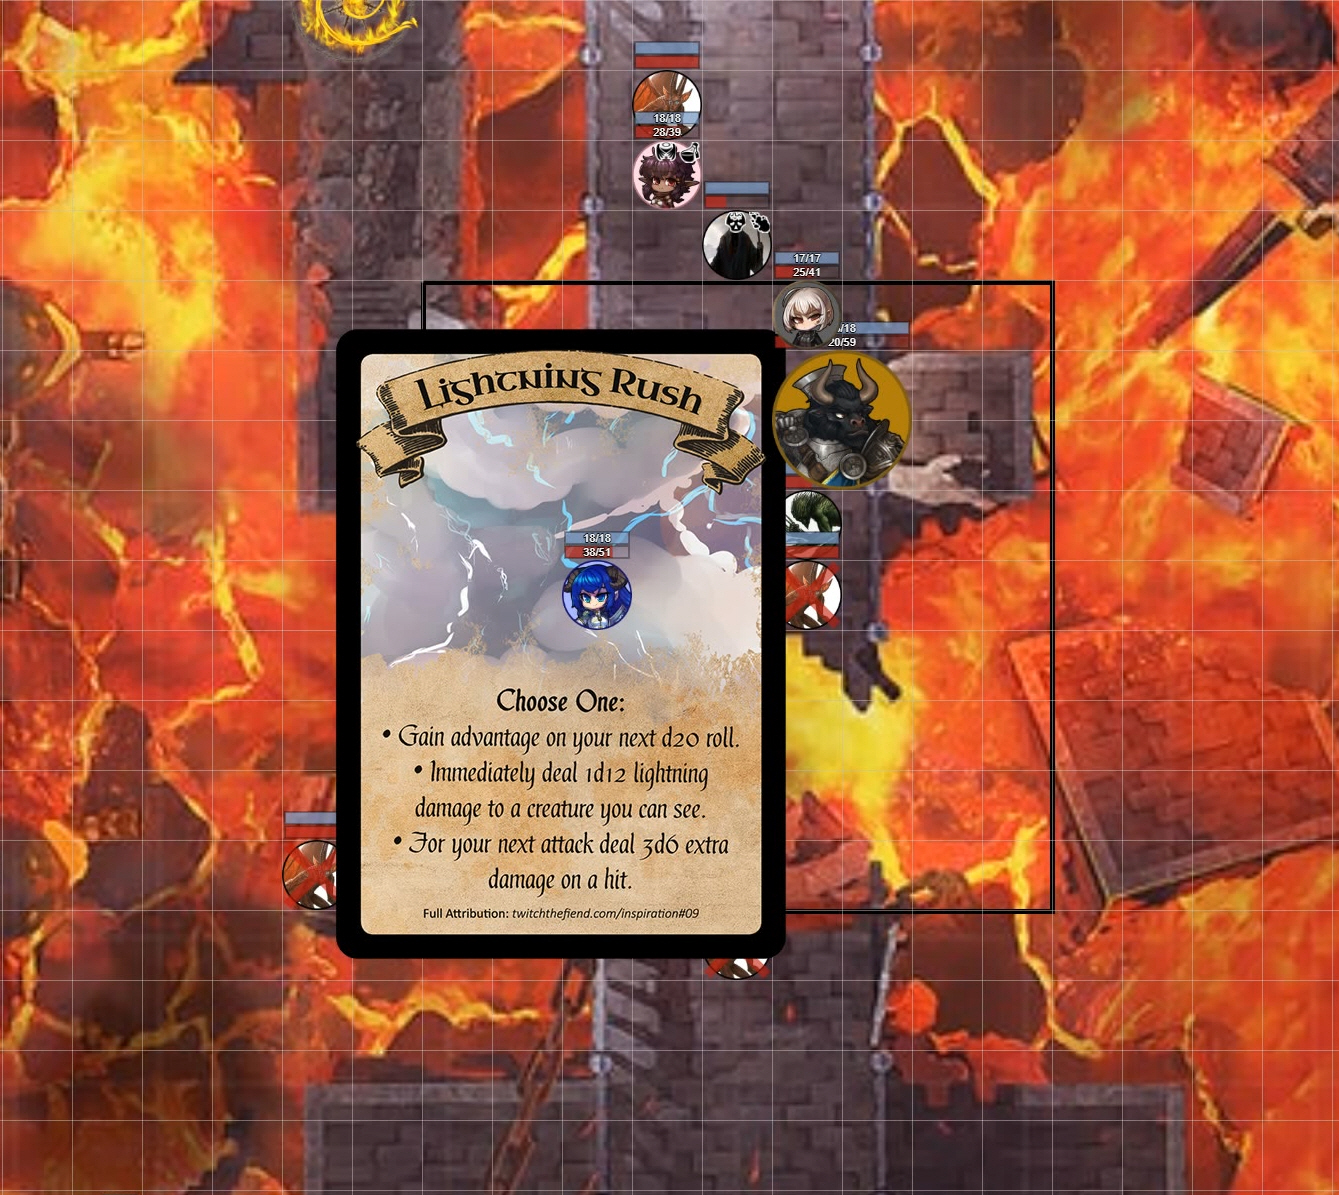 18/18
28/39
17/17
25/41
/18
20/59
Lightning Rush
18/18
38/51
Choose One:
• Gain advantage on your next d20 roll.
• Immediately deal 1d12 lightning
damage to a creature you can see.
• For your next attack deal 3d6 extra
damage on a hit.
Full Attribution: twitchthefiend.com/inspiration#09